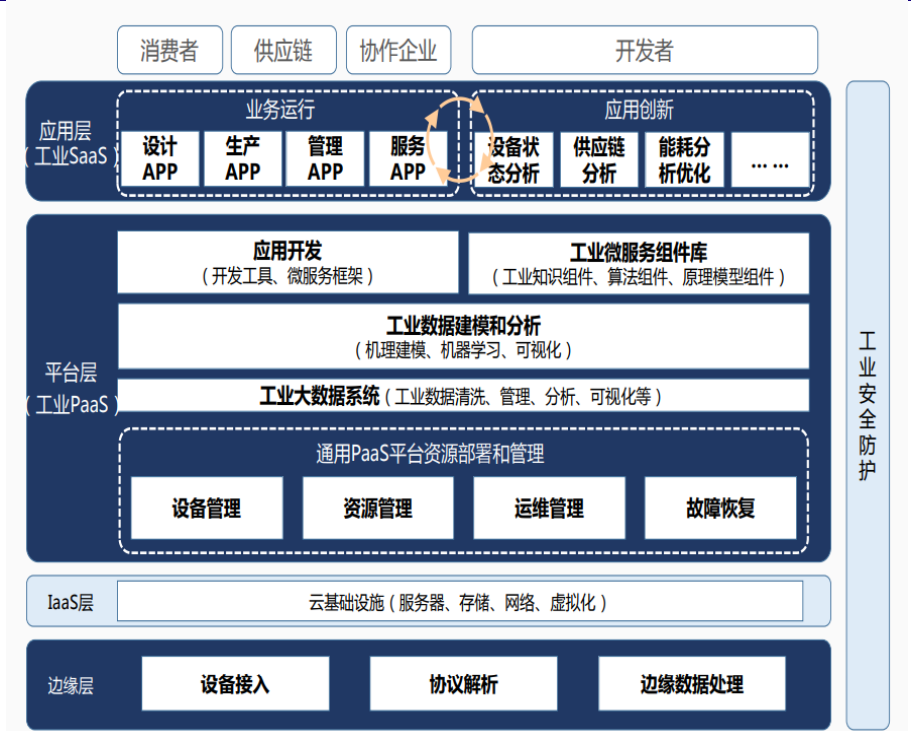 消费者
供应链
协作企业
开发者
应用层
（工业SaaS）
业务运行
设计
APP
生产
APP
管理
APP
服务
APP
应用创新
设备状
态分析
供应链
分析
能耗分
析优化
... ...
平台层
（工业PaaS）
应用开发
（开发工具、微服务框架）
工业微服务组件库
（工业知识组件、算法组件、原理模型组件）
工业数据建模和分析
（机理建模、机器学习、可视化）
工业大数据系统（工业数据清洗、管理、分析、可视化等）
通用PaaS平台资源部署和管理
设备管理
资源管理
运维管理
故障恢复
IaaS层
云基础设施（服务器、存储、网络、虚拟化）
边缘层
设备接入
协议解析
边缘数据处理
工业安全防护